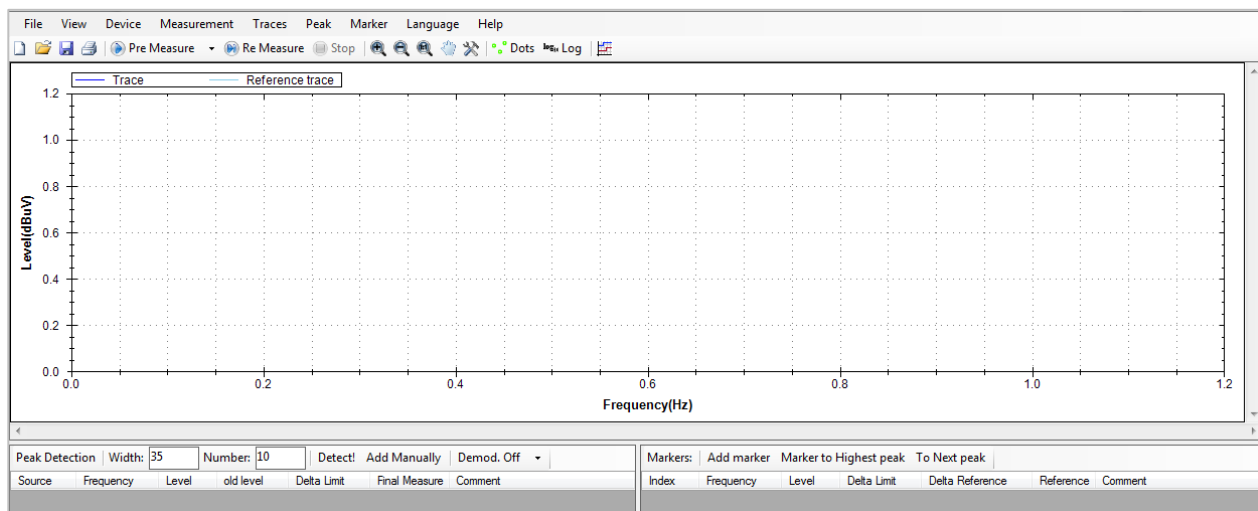 File View Device Measurement Traces Peak Marker Language Help
Pre Measure Re Measure Stop Dots Log
Trace Reference trace
1.2
1.0
0.8
0.6
0.4
0.2
0.0
Level(dBuV)
0.0 0.2 0.4 0.6 0.8 1.0 1.2
Frequency(Hz)
Peak Detection Width: 35 Number: 10 Detect! Add Manually Demod. Off
Source Frequency Level old level Delta Limit Final Measure Comment
Markers: Add marker Marker to Highest peak To Next peak
Index Frequency Level Delta Limit Delta Reference Reference Comment